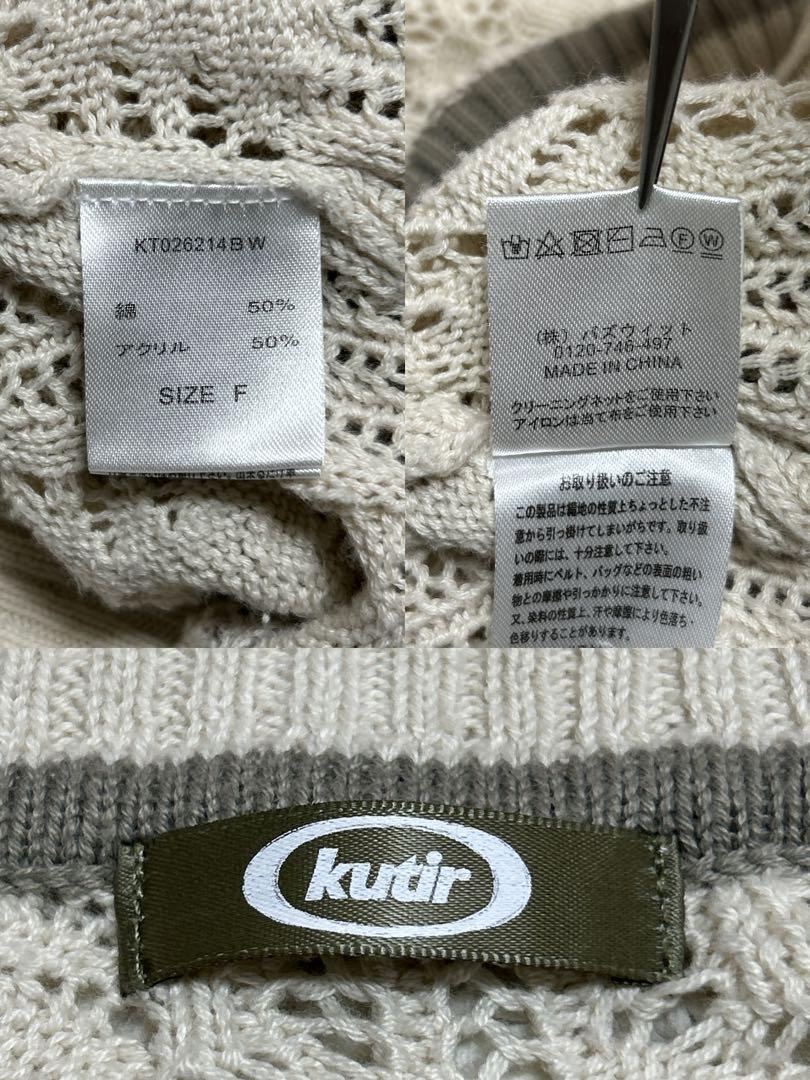 KT026214BW
綿 50%
アクリル 50%
SIZE F
F W
(株) バズウィット
0120-746-497
MADE IN CHINA
クリーニングネットをご使用下さい
アイロンは当て布をご使用下さい
お取り扱いのご注意
この製品は編地の性質上ちょっとした不注
意から引っ掛けてしまいがちです。取り扱
いの際には、十分注意して下さい。
着用時にベルト、バッグなどの表面の粗い
物との摩擦や引っかかりに注意して下さい。
又、染料の性質上、汗や摩擦により色落ち・
色移りすることがあります。
kutir